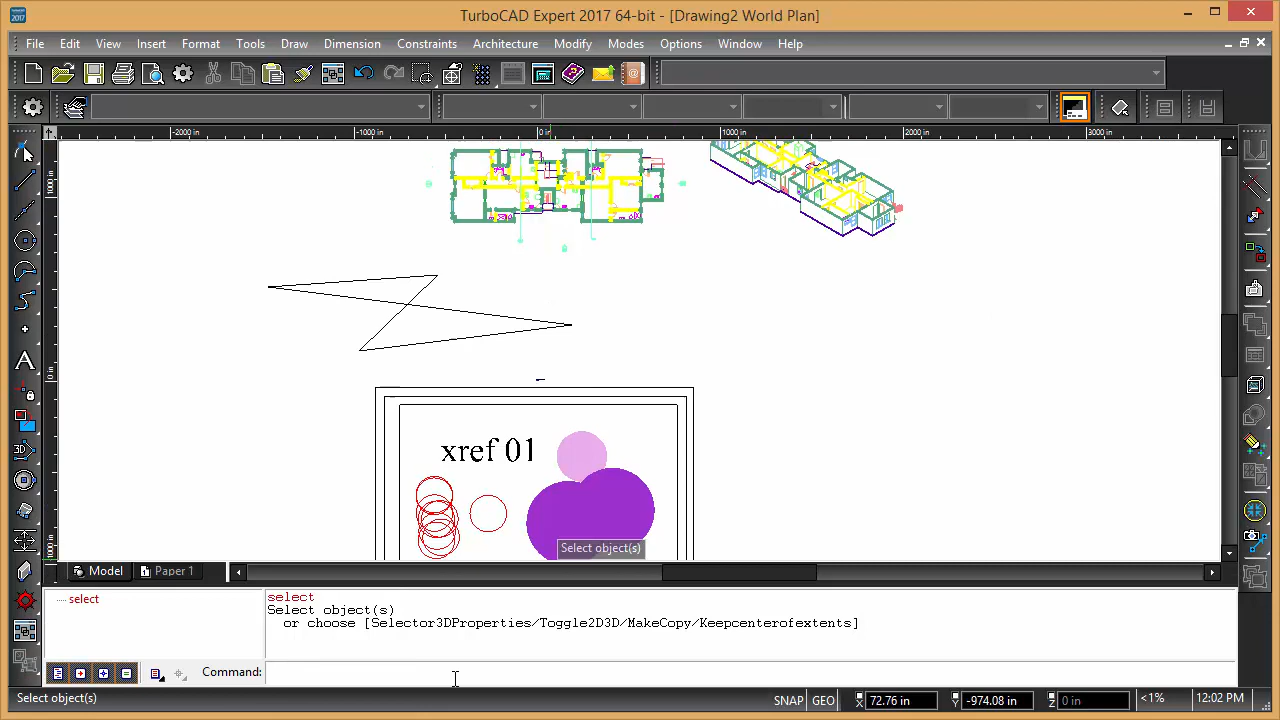 TurboCAD Expert 2017 64-bit - [Drawing2 World Plan]
File Edit View Insert Format Tools Draw Dimension Constraints Architecture Modify Modes Options Window Help
-2000 in -1000 in 0 in 1000 in 2000 in 3000 in
xref 01
Select object(s)
Model Paper 1
select
select
Select object(s)
or choose [Selector3DProperties/Toggle2D3D/MakeCopy/Keepcenterofextents]
Command:
Select object(s) SNAP GEO X 72.76 in Y -974.08 in Z 0 in <1% 12:02 PM